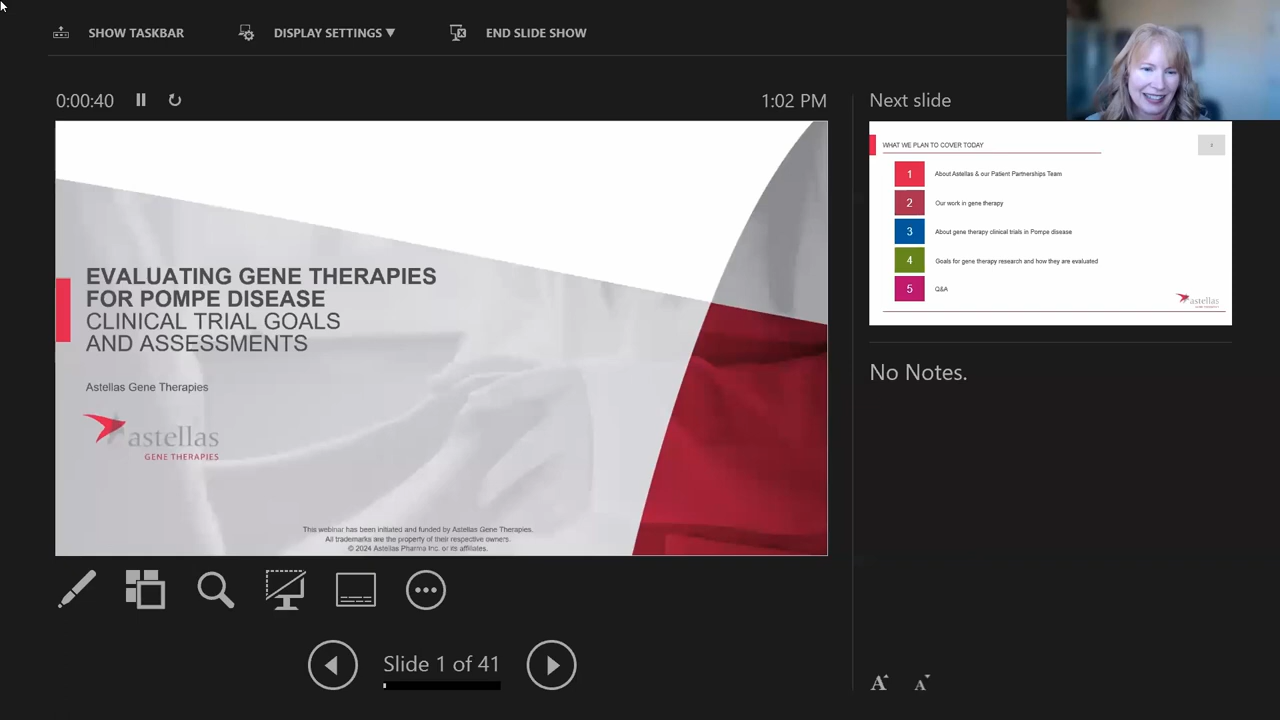 SHOW TASKBAR
DISPLAY SETTINGS ▼
END SLIDE SHOW
0:00:40
1:02 PM
EVALUATING GENE THERAPIES
FOR POMPE DISEASE
CLINICAL TRIAL GOALS
AND ASSESSMENTS
Astellas Gene Therapies
astellas
GENE THERAPIES
This webinar has been initiated and funded by Astellas Gene Therapies.
All trademarks are the property of their respective owners.
© 2024 Astellas Pharma Inc. or its affiliates.
Slide 1 of 41
Next slide
WHAT WE PLAN TO COVER TODAY
1 About Astellas & our Patient Partnerships Team
2 Our work in gene therapy
3 About gene therapy clinical trials in Pompe disease
4 Goals for gene therapy research and how they are evaluated
5 Q&A
astellas
No Notes.
A A